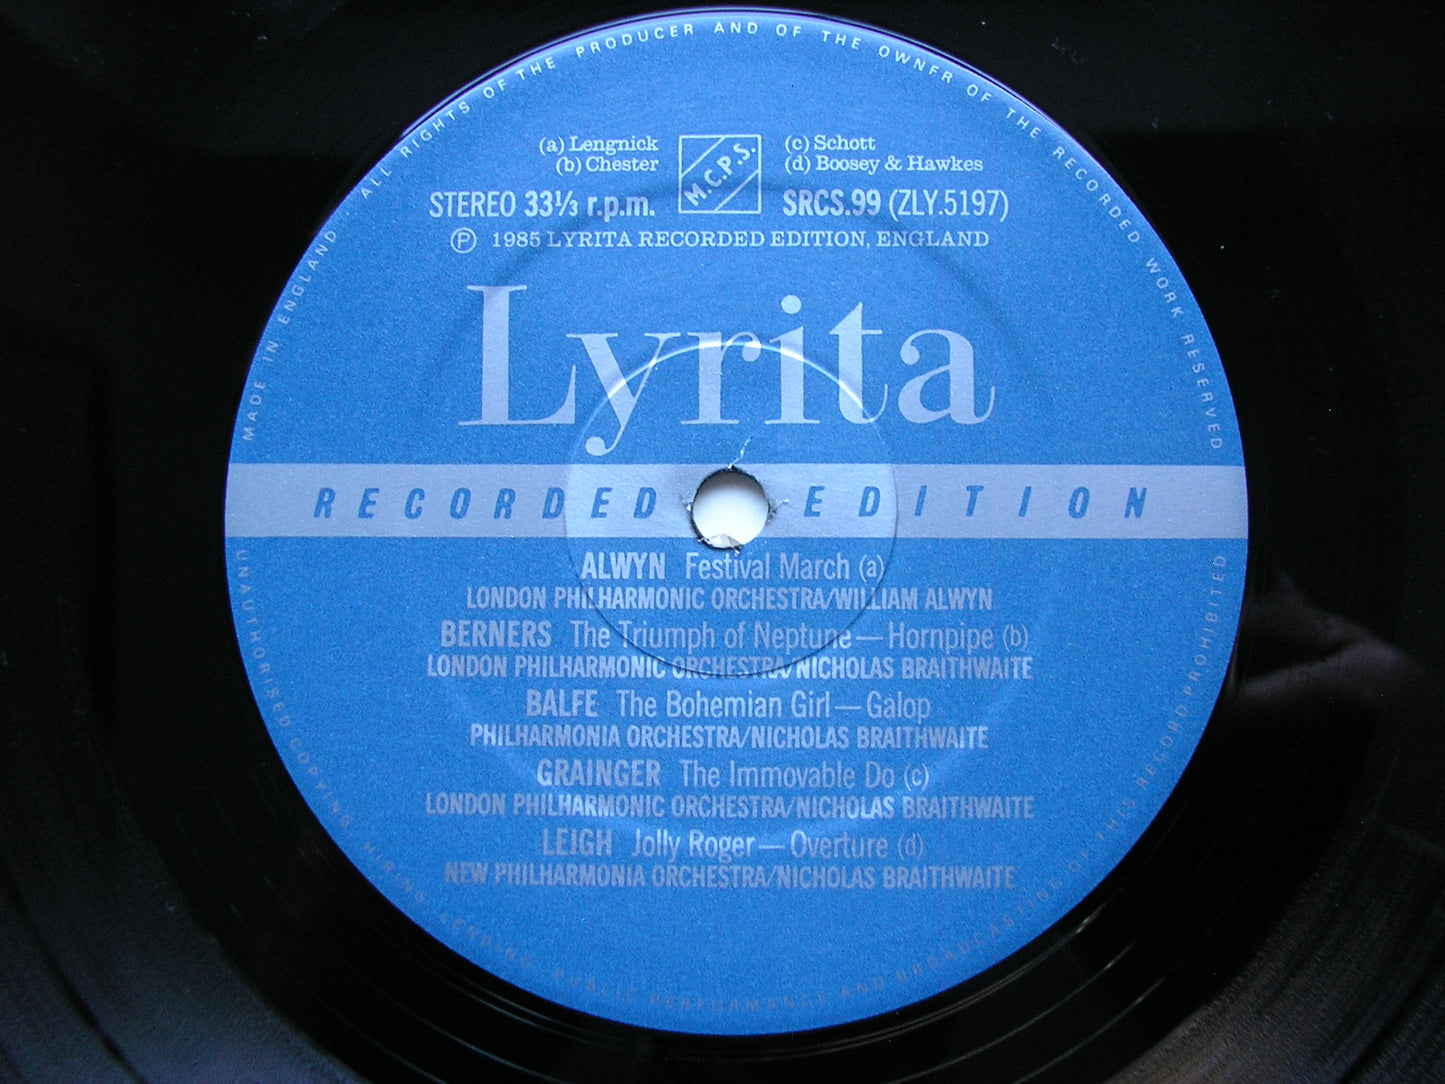 MADE IN ENGLAND · ALL RIGHTS OF THE PRODUCER AND OF THE OWNER OF THE RECORDED WORK RESERVED
(a) Lengnick
(b) Chester
M.C.P.S.
(c) Schott
(d) Boosey & Hawkes
STEREO 33⅓ r.p.m.
SRCS.99 (ZLY.5197)
Ⓟ 1985 LYRITA RECORDED EDITION, ENGLAND
Lyrita
RECORDED EDITION
ALWYN Festival March (a)
LONDON PHILHARMONIC ORCHESTRA/WILLIAM ALWYN
BERNERS The Triumph of Neptune—Hornpipe (b)
LONDON PHILHARMONIC ORCHESTRA/NICHOLAS BRAITHWAITE
BALFE The Bohemian Girl—Galop
PHILHARMONIA ORCHESTRA/NICHOLAS BRAITHWAITE
GRAINGER The Immovable Do (c)
LONDON PHILHARMONIC ORCHESTRA/NICHOLAS BRAITHWAITE
LEIGH Jolly Roger—Overture (d)
NEW PHILHARMONIA ORCHESTRA/NICHOLAS BRAITHWAITE
UNAUTHORISED COPYING, HIRING, LENDING, PUBLIC PERFORMANCE AND BROADCASTING OF THIS RECORD PROHIBITED